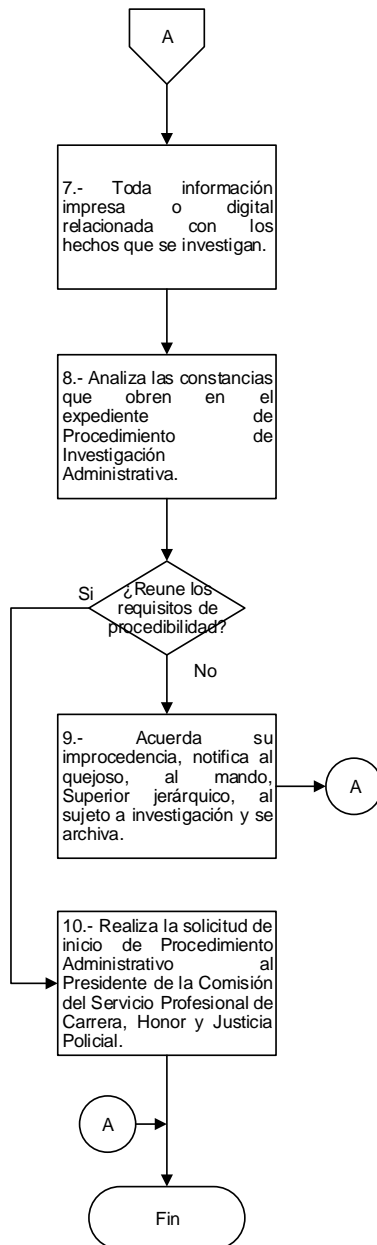 A
7.- Toda información
impresa o digital
relacionada con los
hechos que se investigan.
8.- Analiza las constancias
que obren en el
expediente de
Procedimiento de
Investigación
Administrativa.
Si
¿Reune los
requisitos de
procedibilidad?
No
9.- Acuerda su
improcedencia, notifica al
quejoso, al mando,
Superior jerárquico, al
sujeto a investigación y se
archiva.
A
10.- Realiza la solicitud de
inicio de Procedimiento
Administrativo al
Presidente de la Comisión
del Servicio Profesional de
Carrera, Honor y Justicia
Policial.
A
Fin